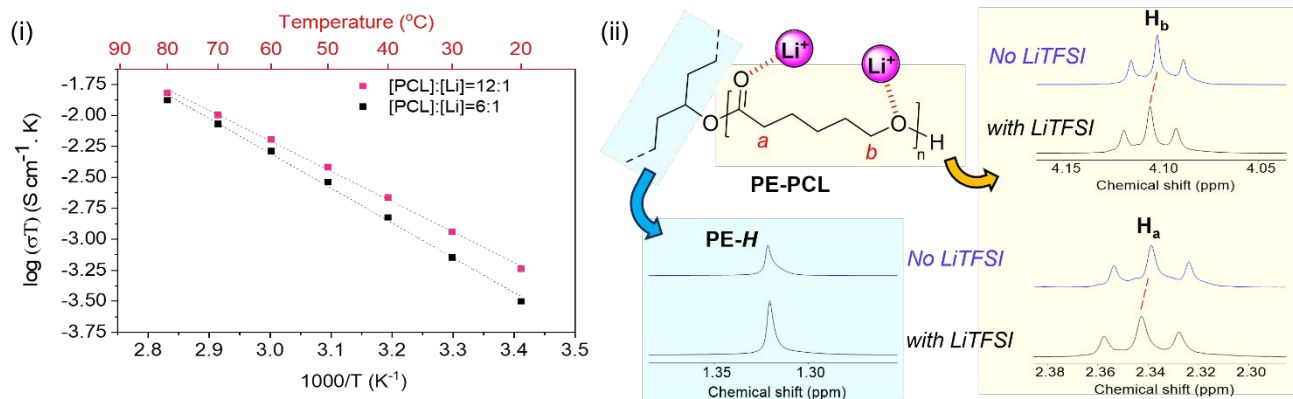 (i)
Temperature (°C)
90 80 70 60 50 40 30 20
[PCL]:[Li]=12:1
[PCL]:[Li]=6:1
log (σT) (S cm⁻¹. K)
-1.75
-2.00
-2.25
-2.50
-2.75
-3.00
-3.25
-3.50
-3.75
2.8 2.9 3.0 3.1 3.2 3.3 3.4 3.5
1000/T (K⁻¹)
(ii)
Li⁺
Li⁺
O
O
O
H
n
a
b
PE-PCL
PE-H
No LiTFSI
with LiTFSI
1.35 1.30
Chemical shift (ppm)
Hb
No LiTFSI
with LiTFSI
4.15 4.10 4.05
Chemical shift (ppm)
Ha
2.38 2.36 2.34 2.32 2.30
Chemical shift (ppm)